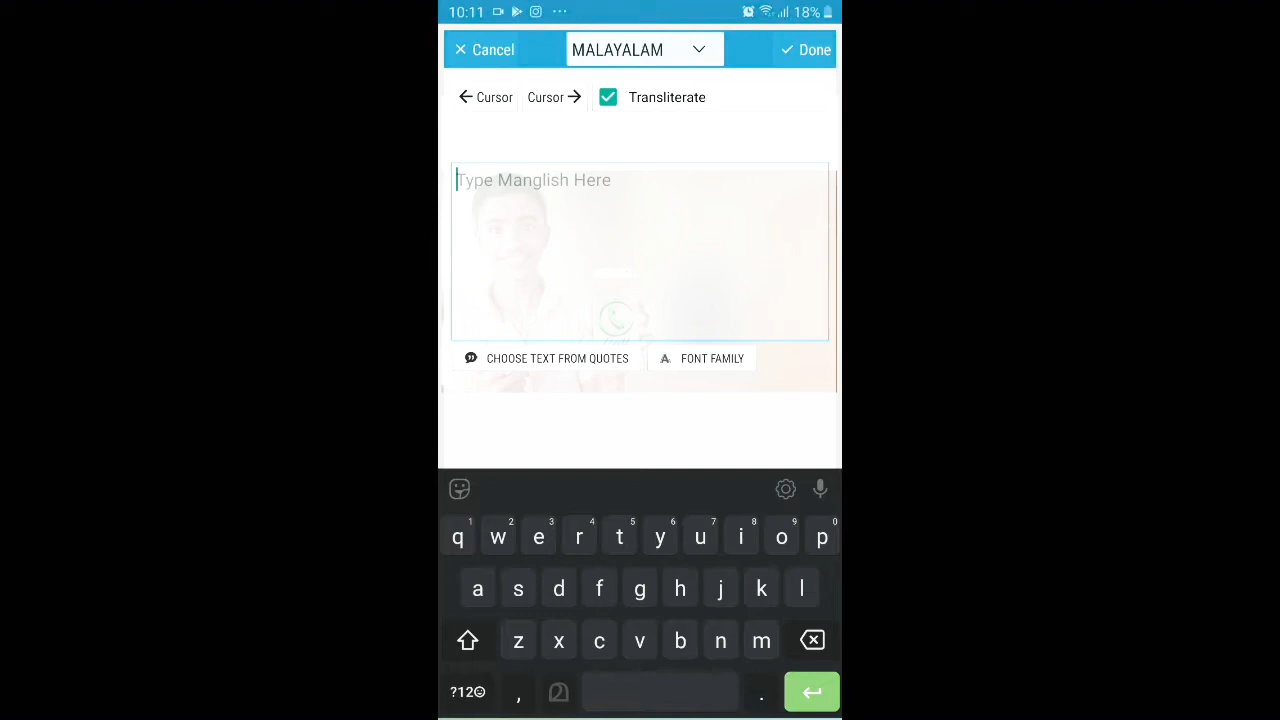 10:11 18%
Cancel MALAYALAM Done
Cursor Cursor Transliterate
Type Manglish Here
CHOOSE TEXT FROM QUOTES A FONT FAMILY
1 2 3 4 5 6 7 8 9 0
q w e r t y u i o p
a s d f g h j k l
z x c v b n m
?12 , മ .